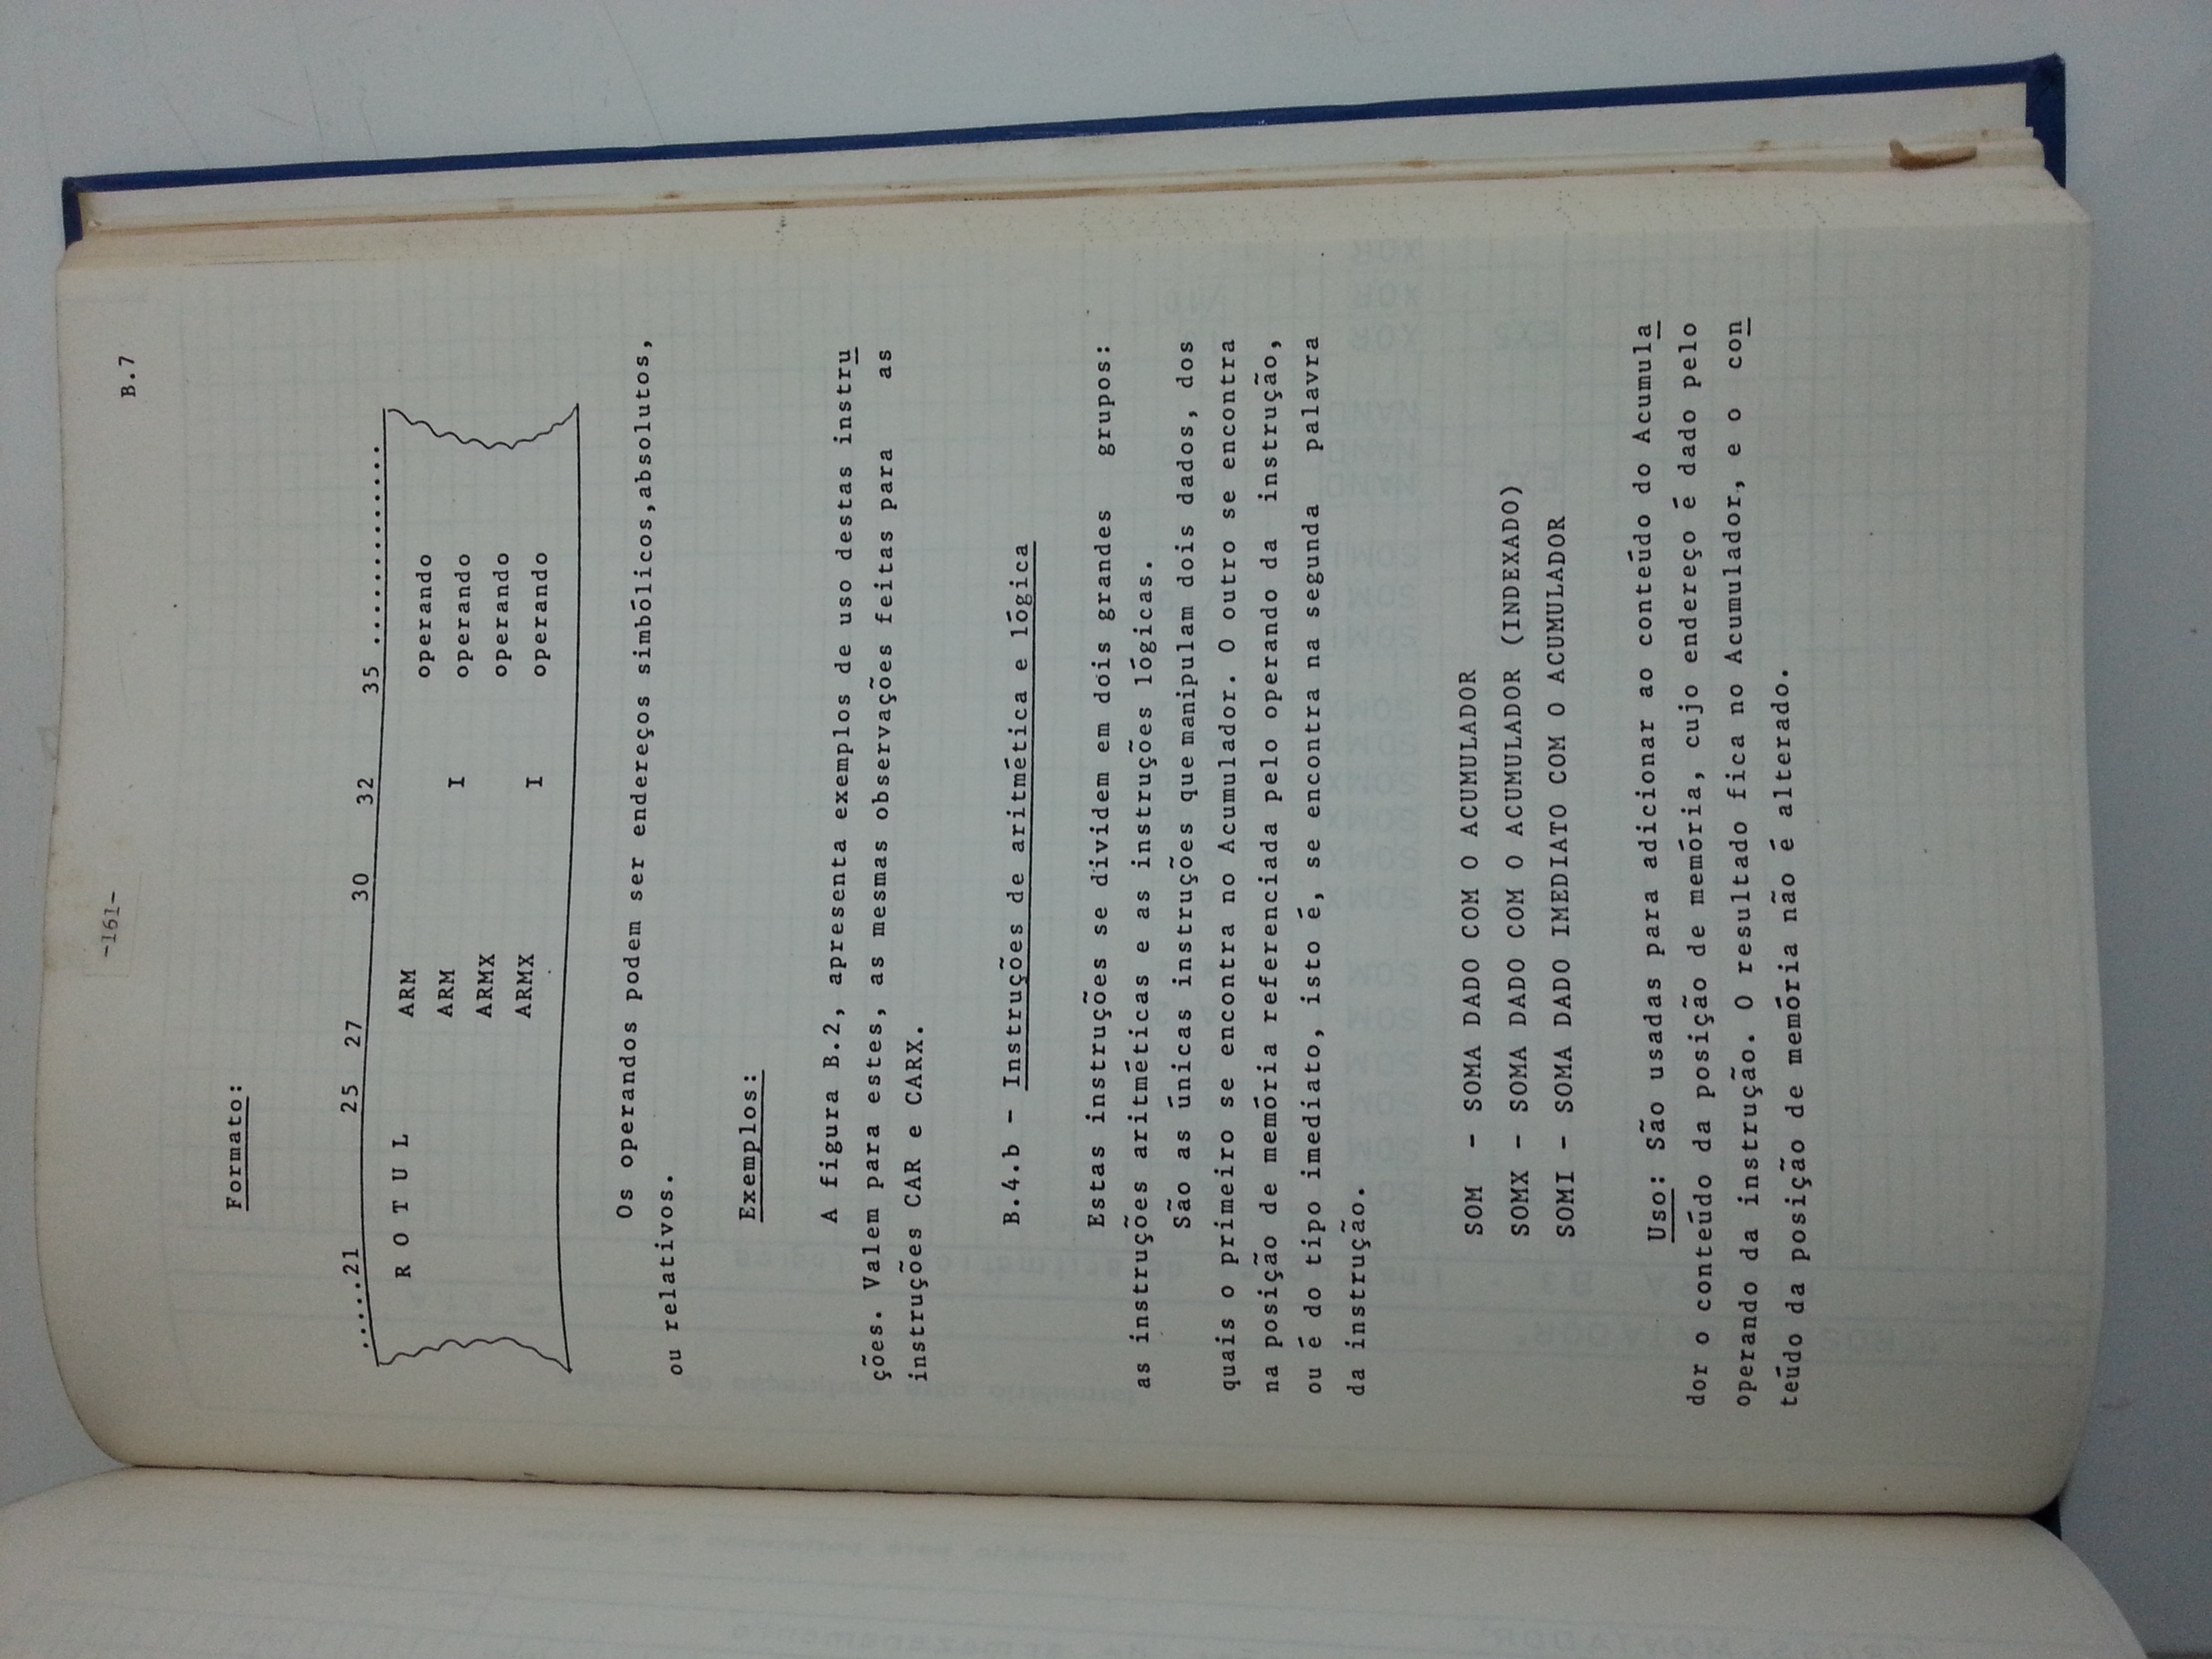 -161-
B.7
Formato:
.....21 25 27 30 32 35 .............
R O T U L ARM operando
ARM I operando
ARMX operando
ARMX I operando
Os operandos podem ser endereços simbólicos,absolutos,
ou relativos.
Exemplos:
A figura B.2, apresenta exemplos de uso destas instru
ções. Valem para estes, as mesmas observações feitas para as
instruções CAR e CARX.
B.4.b - Instruções de aritmética e lógica
Estas instruções se dividem em dois grandes grupos:
as instruções aritméticas e as instruções lógicas.
São as únicas instruções que manipulam dois dados, dos
quais o primeiro se encontra no Acumulador. O outro se encontra
na posição de memória referenciada pelo operando da instrução,
ou é do tipo imediato, isto é, se encontra na segunda palavra
da instrução.
SOM - SOMA DADO COM O ACUMULADOR
SOMX - SOMA DADO COM O ACUMULADOR (INDEXADO)
SOMI - SOMA DADO IMEDIATO COM O ACUMULADOR
Uso: São usadas para adicionar ao conteúdo do Acumula
dor o conteúdo da posição de memória, cujo endereço é dado pelo
operando da instrução. O resultado fica no Acumulador, e o con
teúdo da posição de memória não é alterado.